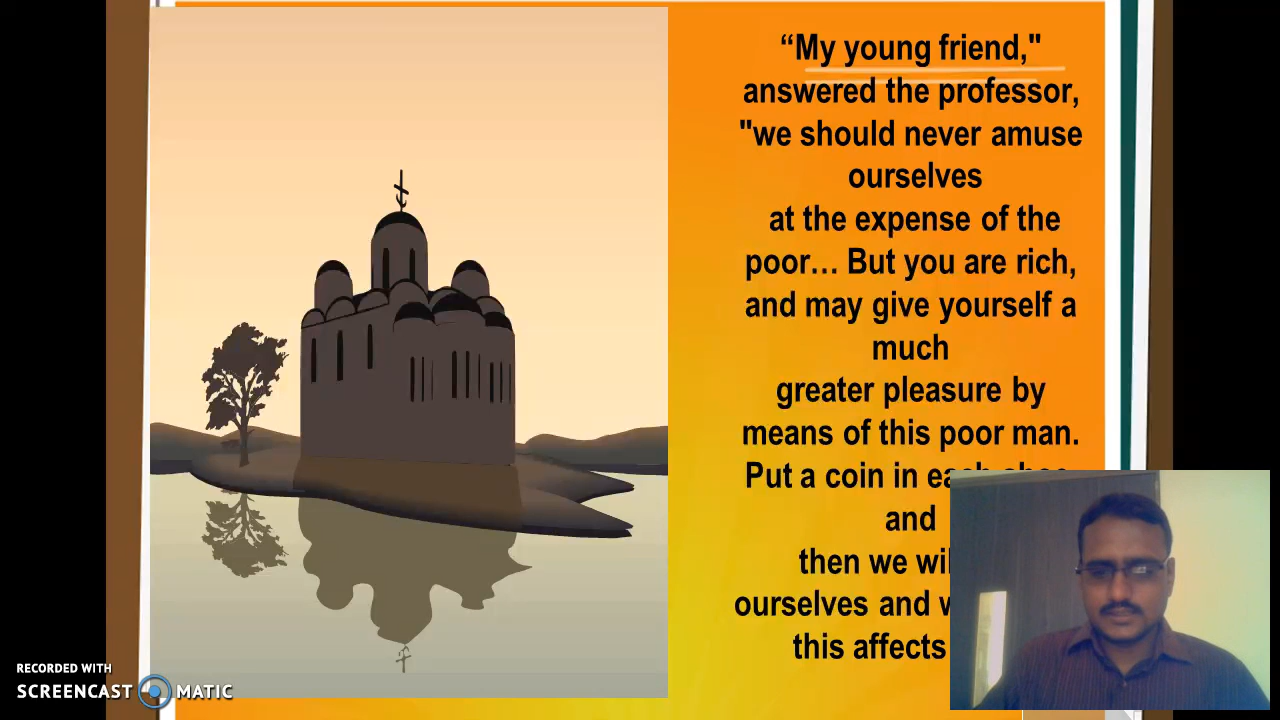 “My young friend,"
answered the professor,
"we should never amuse
ourselves
at the expense of the
poor… But you are rich,
and may give yourself a
much
greater pleasure by
means of this poor man.
Put a coin in each shoe
and
then we
ourselves and
this affects
RECORDED WITH
SCREENCAST MATIC